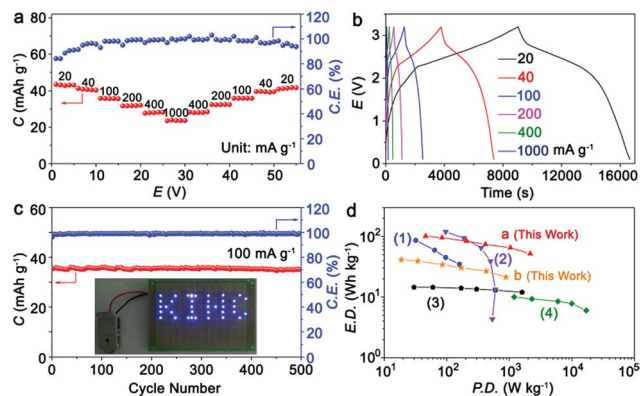 a
80
60
40
20
0
C (mAh g⁻¹)
20 40 100 200 400 1000 400 200 100 40 20
Unit: mA g⁻¹
0 10 20 30 40 50
E (V)
120
100
80
60
40
20
0
C.E. (%)
b
3
2
1
0
E (V)
20
40
100
200
400
1000 mA g⁻¹
0 4000 8000 12000 16000
Time (s)
c
60
40
20
0
C (mAh g⁻¹)
100 mA g⁻¹
KIHC
0 100 200 300 400 500
Cycle Number
120
100
80
60
40
20
0
C.E. (%)
d
10³
10²
10¹
10⁰
E.D. (Wh kg⁻¹)
a (This Work)
(1)
(2)
b (This Work)
(3)
(4)
10¹ 10² 10³ 10⁴ 10⁵
P.D. (W kg⁻¹)